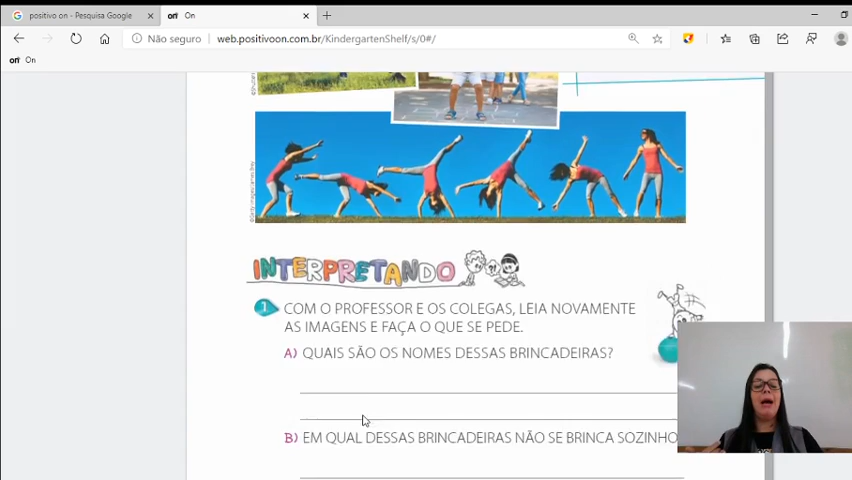 positivo on - Pesquisa Google
on On
Não seguro
web.positivoon.com.br/KindergartenShelf/s/0#/
on On
INTERPRETANDO
1 COM O PROFESSOR E OS COLEGAS, LEIA NOVAMENTE
AS IMAGENS E FAÇA O QUE SE PEDE.
A) QUAIS SÃO OS NOMES DESSAS BRINCADEIRAS?
B) EM QUAL DESSAS BRINCADEIRAS NÃO SE BRINCA SOZINHO